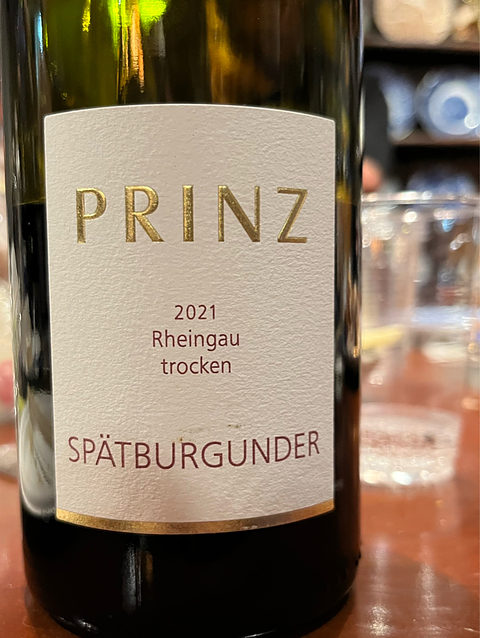 PRINZ
2021
Rheingau
trocken
SPÄTBURGUNDER